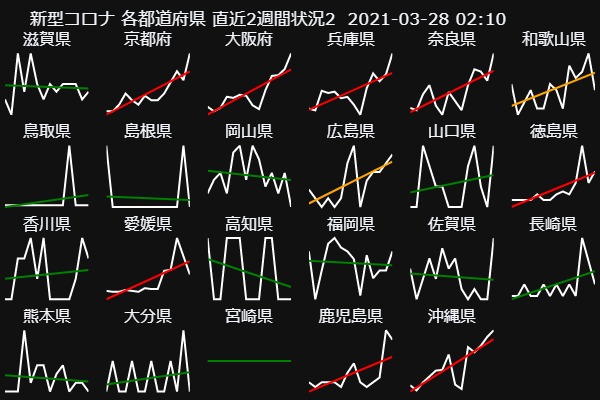 新型コロナ 各都道府県 直近2週間状況2 2021-03-28 02:10
滋賀県 京都府 大阪府 兵庫県 奈良県 和歌山県
鳥取県 島根県 岡山県 広島県 山口県 徳島県
香川県 愛媛県 高知県 福岡県 佐賀県 長崎県
熊本県 大分県 宮崎県 鹿児島県 沖縄県